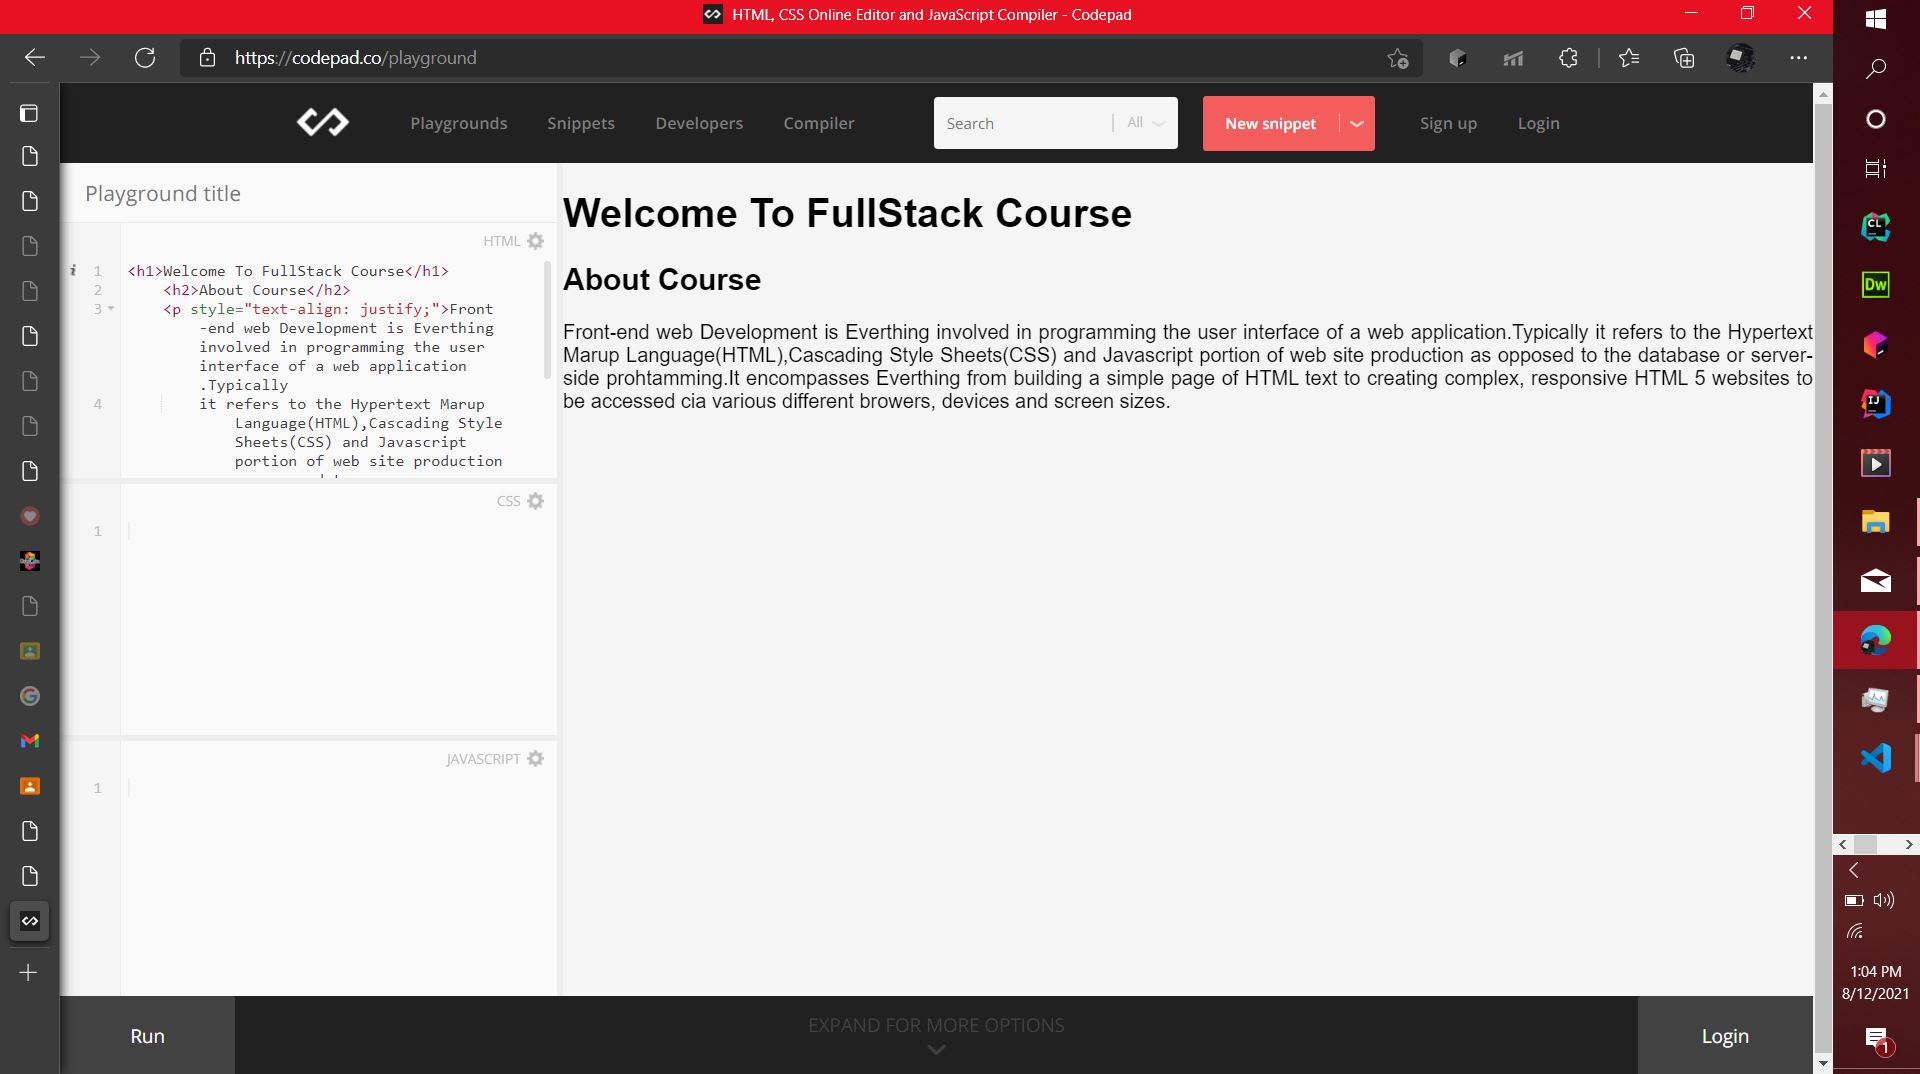 HTML, CSS Online Editor and JavaScript Compiler - Codepad
https://codepad.co/playground
Playgrounds
Snippets
Developers
Compiler
Search
All
New snippet
Sign up
Login
Playground title
HTML
1 <h1>Welcome To FullStack Course</h1>
2 <h2>About Course</h2>
3 <p style="text-align: justify;">Front
-end web Development is Everthing
involved in programming the user
interface of a web application
.Typically
4 it refers to the Hypertext Marup
Language(HTML),Cascading Style
Sheets(CSS) and Javascript
portion of web site production
CSS
1
JAVASCRIPT
1
Welcome To FullStack Course
About Course
Front-end web Development is Everthing involved in programming the user interface of a web application.Typically it refers to the Hypertext
Marup Language(HTML),Cascading Style Sheets(CSS) and Javascript portion of web site production as opposed to the database or server-
side prohtamming.It encompasses Everthing from building a simple page of HTML text to creating complex, responsive HTML 5 websites to
be accessed cia various different browers, devices and screen sizes.
Run
EXPAND FOR MORE OPTIONS
Login
CL
Dw
IJ
1:04 PM
8/12/2021
1